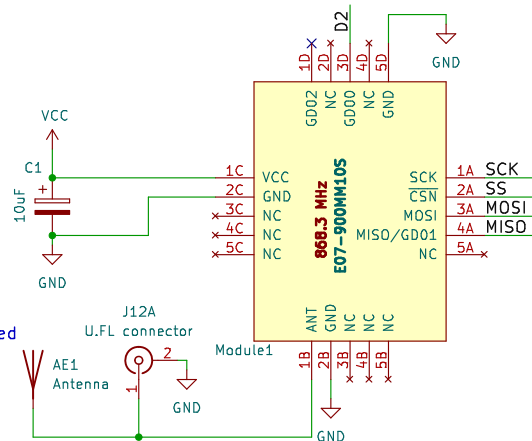 D2
1D
2D
3D
4D
5D
GND
GDO2
NC
GDO0
NC
GND
VCC
C1
10uF
+
GND
1C
VCC
2C
GND
3C
NC
4C
NC
5C
NC
868.3 MHz
E07-900MM10S
SCK
1A
SCK
CSN
2A
SS
MOSI
3A
MOSI
MISO/GDO1
4A
MISO
NC
5A
ANT
GND
NC
NC
NC
1B
2B
3B
4B
5B
Module1
GND
J12A
U.FL connector
2
1
GND
ed
AE1
Antenna